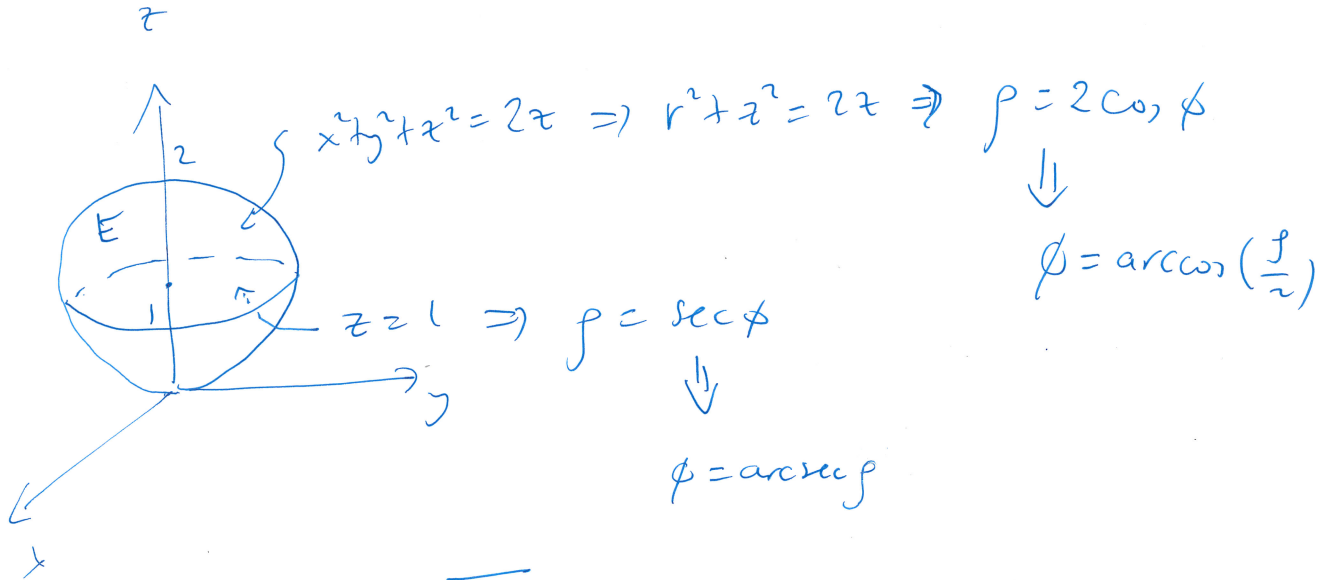 z
x²+y²+z² = 2z ⇒ r²+z² = 2z ⇒ ρ = 2cos φ
2
⇓
E
φ = arccos(ρ/2)
1
z = 1 ⇒ ρ = sec φ
y
⇓
φ = arcsec ρ
x